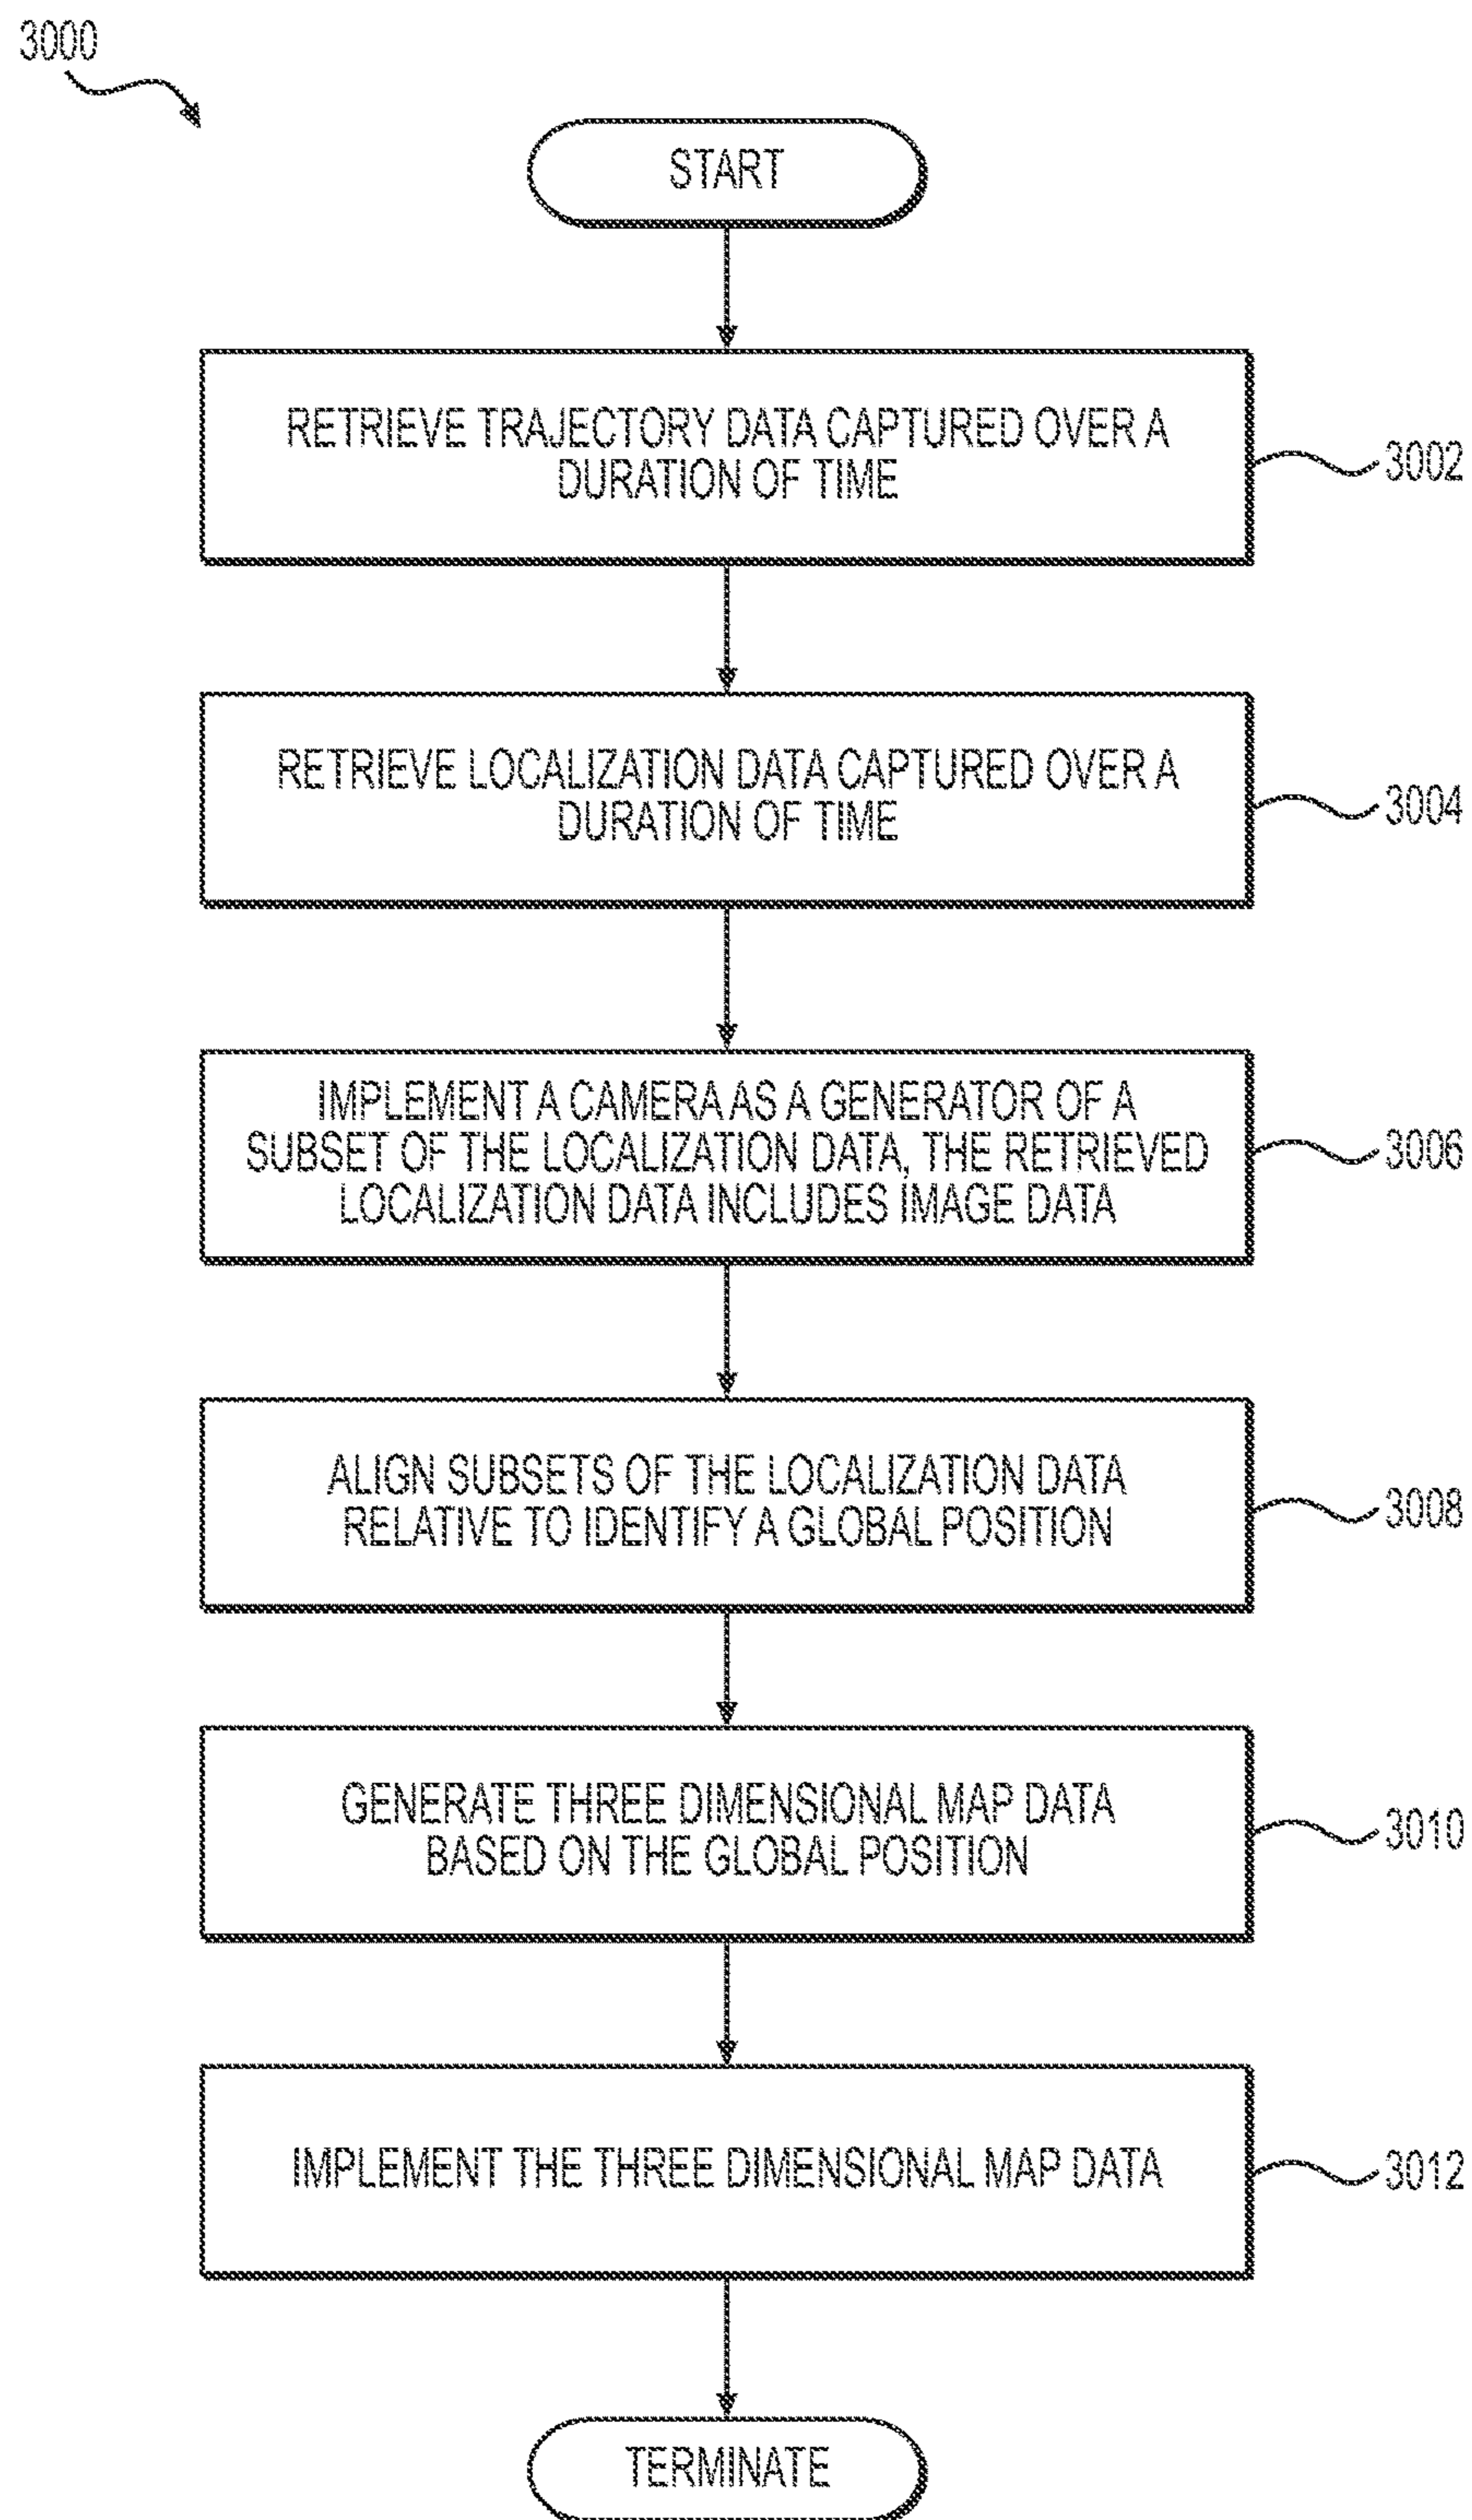 3000
START
RETRIEVE TRAJECTORY DATA CAPTURED OVER A
DURATION OF TIME
3002
RETRIEVE LOCALIZATION DATA CAPTURED OVER A
DURATION OF TIME
3004
IMPLEMENT A CAMERA AS A GENERATOR OF A
SUBSET OF THE LOCALIZATION DATA, THE RETRIEVED
LOCALIZATION DATA INCLUDES IMAGE DATA
3006
ALIGN SUBSETS OF THE LOCALIZATION DATA
RELATIVE TO IDENTIFY A GLOBAL POSITION
3008
GENERATE THREE DIMENSIONAL MAP DATA
BASED ON THE GLOBAL POSITION
3010
IMPLEMENT THE THREE DIMENSIONAL MAP DATA
3012
TERMINATE